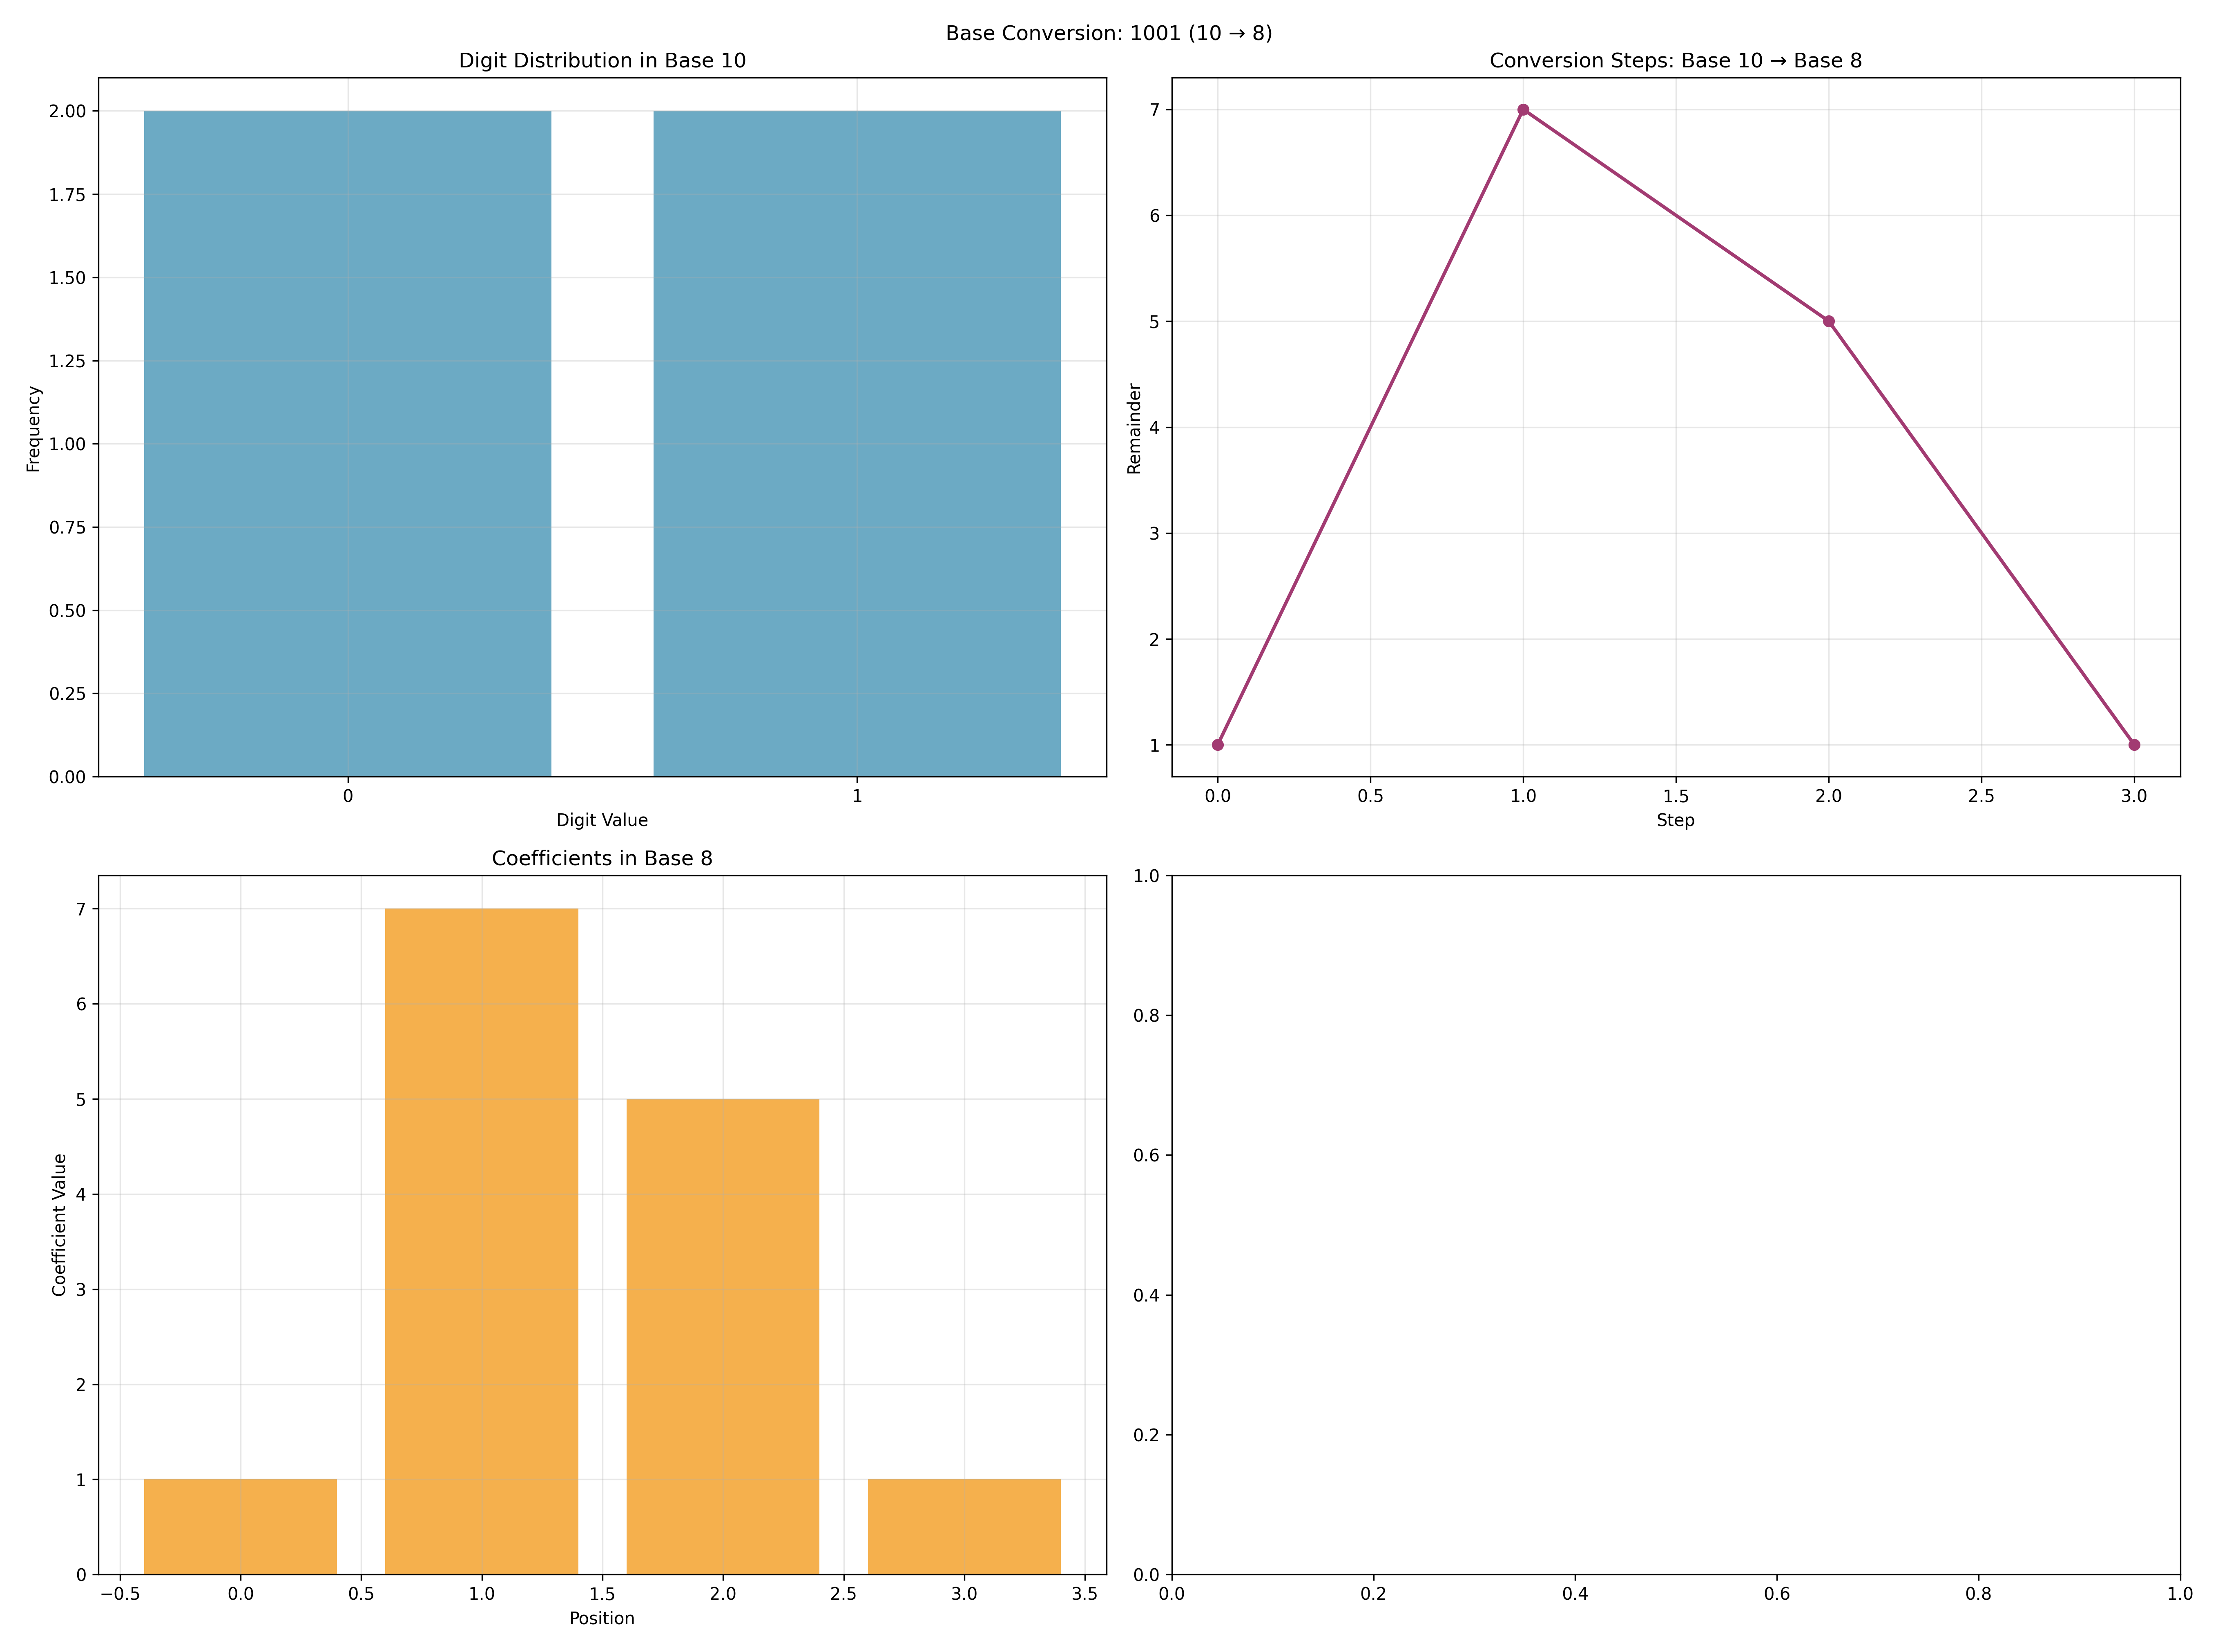 Base Conversion: 1001 (10 → 8)
Digit Distribution in Base 10
Frequency
2.00
1.75
1.50
1.25
1.00
0.75
0.50
0.25
0.00
0 1
Digit Value
Conversion Steps: Base 10 → Base 8
Remainder
7
6
5
4
3
2
1
0.0 0.5 1.0 1.5 2.0 2.5 3.0
Step
Coefficients in Base 8
Coefficient Value
7
6
5
4
3
2
1
0
−0.5 0.0 0.5 1.0 1.5 2.0 2.5 3.0 3.5
Position
1.0
0.8
0.6
0.4
0.2
0.0
0.0 0.2 0.4 0.6 0.8 1.0